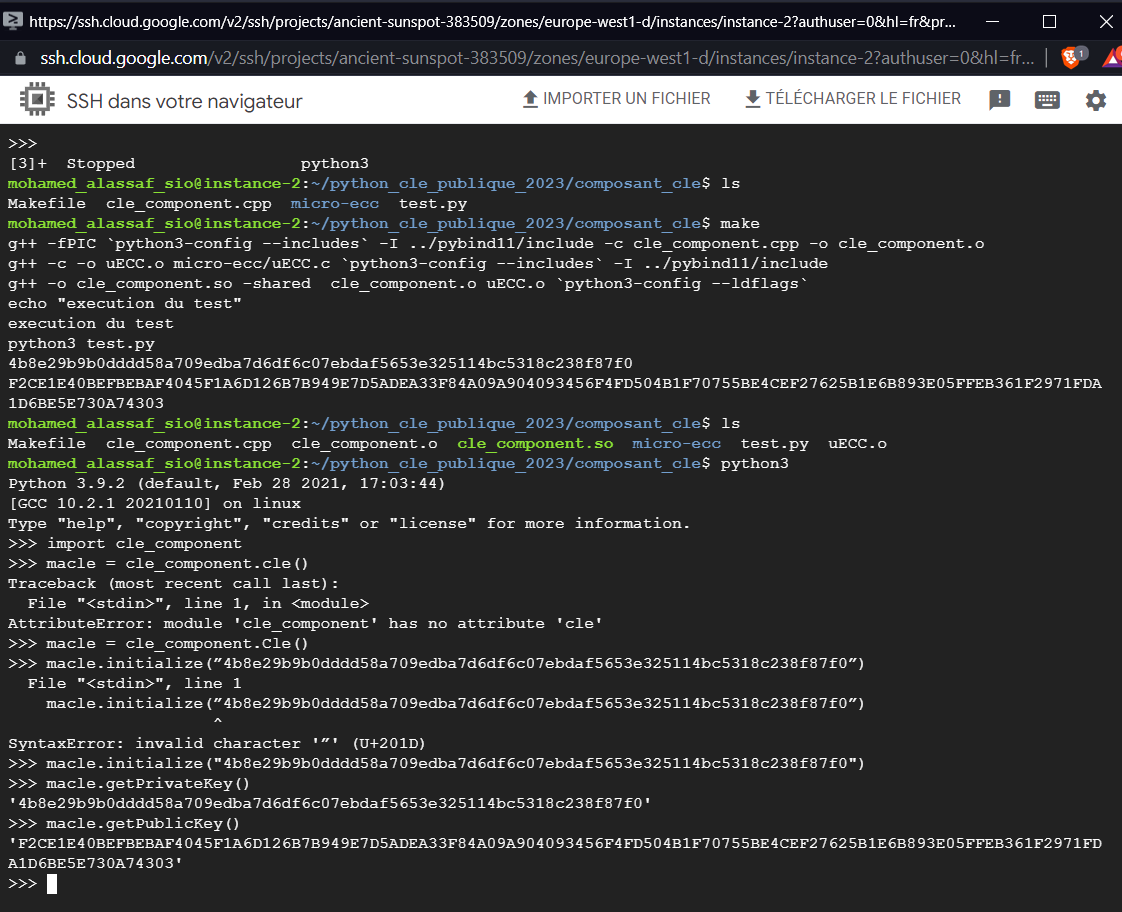 https://ssh.cloud.google.com/v2/ssh/projects/ancient-sunspot-383509/zones/europe-west1-d/instances/instance-2?authuser=0&hl=fr&pr...
ssh.cloud.google.com/v2/ssh/projects/ancient-sunspot-383509/zones/europe-west1-d/instances/instance-2?authuser=0&hl=fr... 1
SSH dans votre navigateur IMPORTER UN FICHIER TÉLÉCHARGER LE FICHIER
>>>
[3]+  Stopped                 python3
mohamed_alassaf_sio@instance-2:~/python_cle_publique_2023/composant_cle$ ls
Makefile  cle_component.cpp  micro-ecc  test.py
mohamed_alassaf_sio@instance-2:~/python_cle_publique_2023/composant_cle$ make
g++ -fPIC `python3-config --includes` -I ../pybind11/include -c cle_component.cpp -o cle_component.o
g++ -c -o uECC.o micro-ecc/uECC.c `python3-config --includes` -I ../pybind11/include
g++ -o cle_component.so -shared  cle_component.o uECC.o `python3-config --ldflags`
echo "execution du test"
execution du test
python3 test.py
4b8e29b9b0dddd58a709edba7d6df6c07ebdaf5653e325114bc5318c238f87f0
F2CE1E40BEFBEBAF4045F1A6D126B7B949E7D5ADEA33F84A09A904093456F4FD504B1F70755BE4CEF27625B1E6B893E05FFEB361F2971FDA
1D6BE5E730A74303
mohamed_alassaf_sio@instance-2:~/python_cle_publique_2023/composant_cle$ ls
Makefile  cle_component.cpp  cle_component.o  cle_component.so  micro-ecc  test.py  uECC.o
mohamed_alassaf_sio@instance-2:~/python_cle_publique_2023/composant_cle$ python3
Python 3.9.2 (default, Feb 28 2021, 17:03:44)
[GCC 10.2.1 20210110] on linux
Type "help", "copyright", "credits" or "license" for more information.
>>> import cle_component
>>> macle = cle_component.cle()
Traceback (most recent call last):
  File "<stdin>", line 1, in <module>
AttributeError: module 'cle_component' has no attribute 'cle'
>>> macle = cle_component.Cle()
>>> macle.initialize(”4b8e29b9b0dddd58a709edba7d6df6c07ebdaf5653e325114bc5318c238f87f0”)
  File "<stdin>", line 1
    macle.initialize(”4b8e29b9b0dddd58a709edba7d6df6c07ebdaf5653e325114bc5318c238f87f0”)
                     ^
SyntaxError: invalid character '”' (U+201D)
>>> macle.initialize("4b8e29b9b0dddd58a709edba7d6df6c07ebdaf5653e325114bc5318c238f87f0")
>>> macle.getPrivateKey()
'4b8e29b9b0dddd58a709edba7d6df6c07ebdaf5653e325114bc5318c238f87f0'
>>> macle.getPublicKey()
'F2CE1E40BEFBEBAF4045F1A6D126B7B949E7D5ADEA33F84A09A904093456F4FD504B1F70755BE4CEF27625B1E6B893E05FFEB361F2971FD
A1D6BE5E730A74303'
>>>